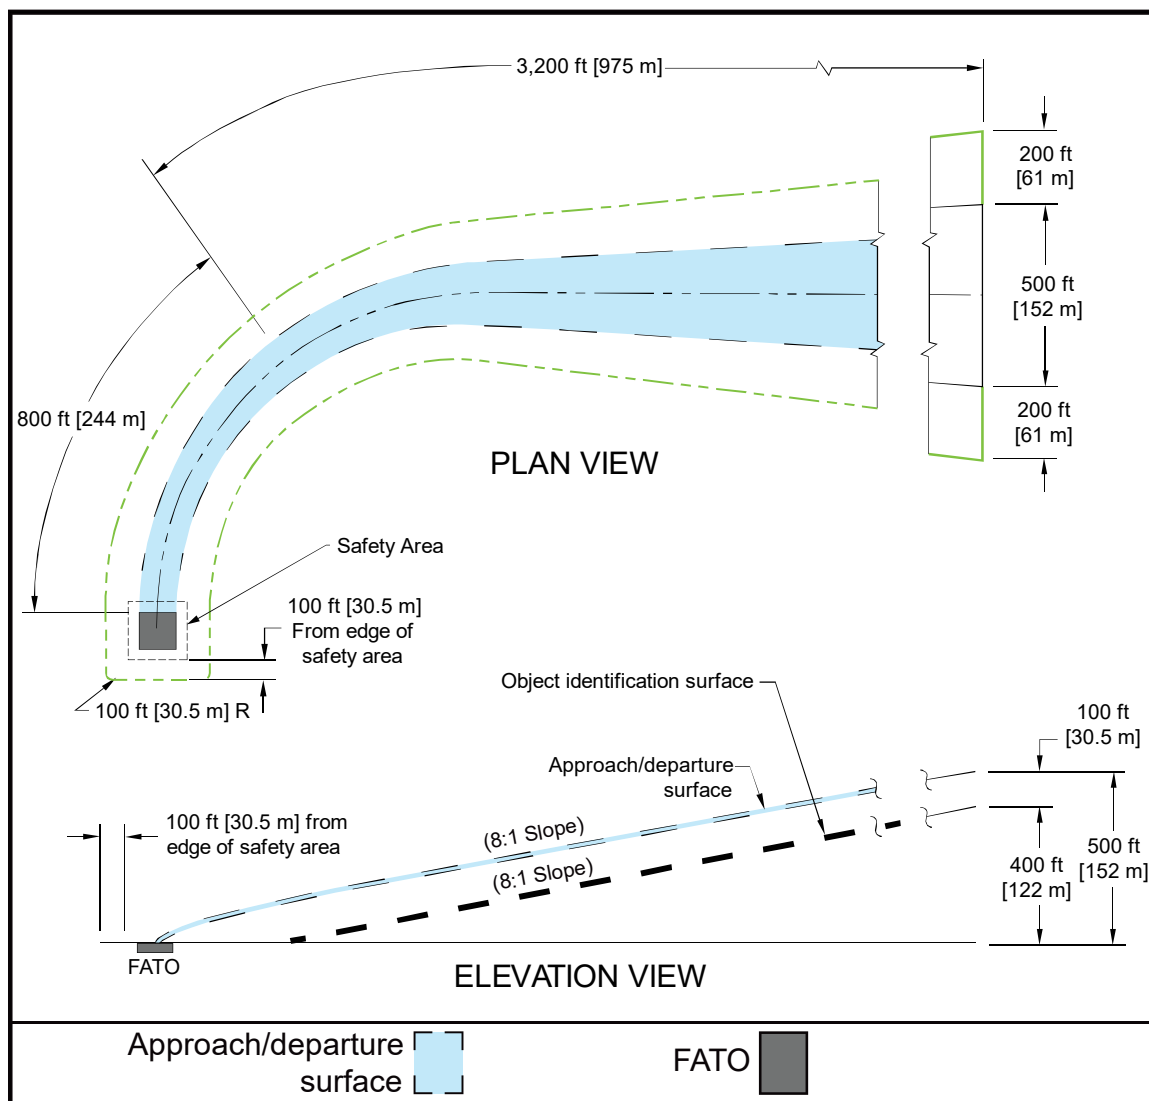 3,200 ft [975 m]
200 ft
[61 m]
500 ft
[152 m]
200 ft
[61 m]
800 ft [244 m]
PLAN VIEW
Safety Area
100 ft [30.5 m]
From edge of
safety area
100 ft [30.5 m] R
Object identification surface
100 ft
[30.5 m]
Approach/departure
surface
100 ft [30.5 m] from
edge of safety area
(8:1 Slope)
(8:1 Slope)
400 ft
[122 m]
500 ft
[152 m]
FATO
ELEVATION VIEW
Approach/departure
surface
FATO